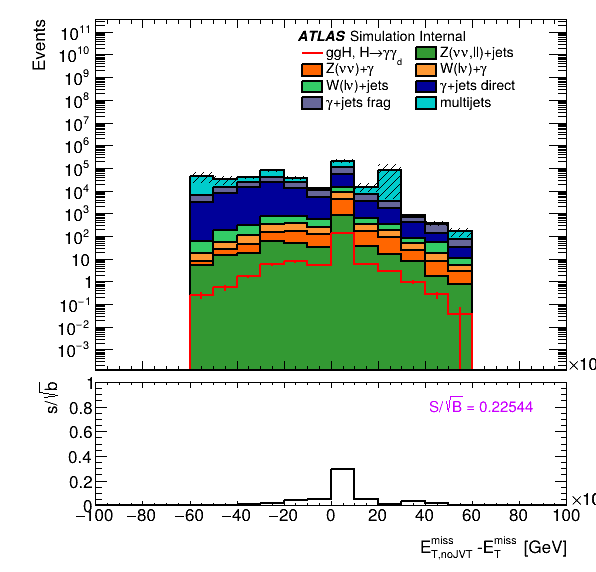 Events
ATLAS Simulation Internal
ggH, H→γγ_d
Z(νν,ll)+jets
Z(νν)+γ
W(lν)+γ
W(lν)+jets
γ+jets direct
γ+jets frag
multijets
10^11
10^10
10^9
10^8
10^7
10^6
10^5
10^4
10^3
10^2
10
1
10^−1
10^−2
10^−3
×10
s/√b
S/√B = 0.22544
1
0.8
0.6
0.4
0.2
0
×10
−100 −80 −60 −40 −20 0 20 40 60 80 100
E^miss_T,noJVT -E^miss_T [GeV]